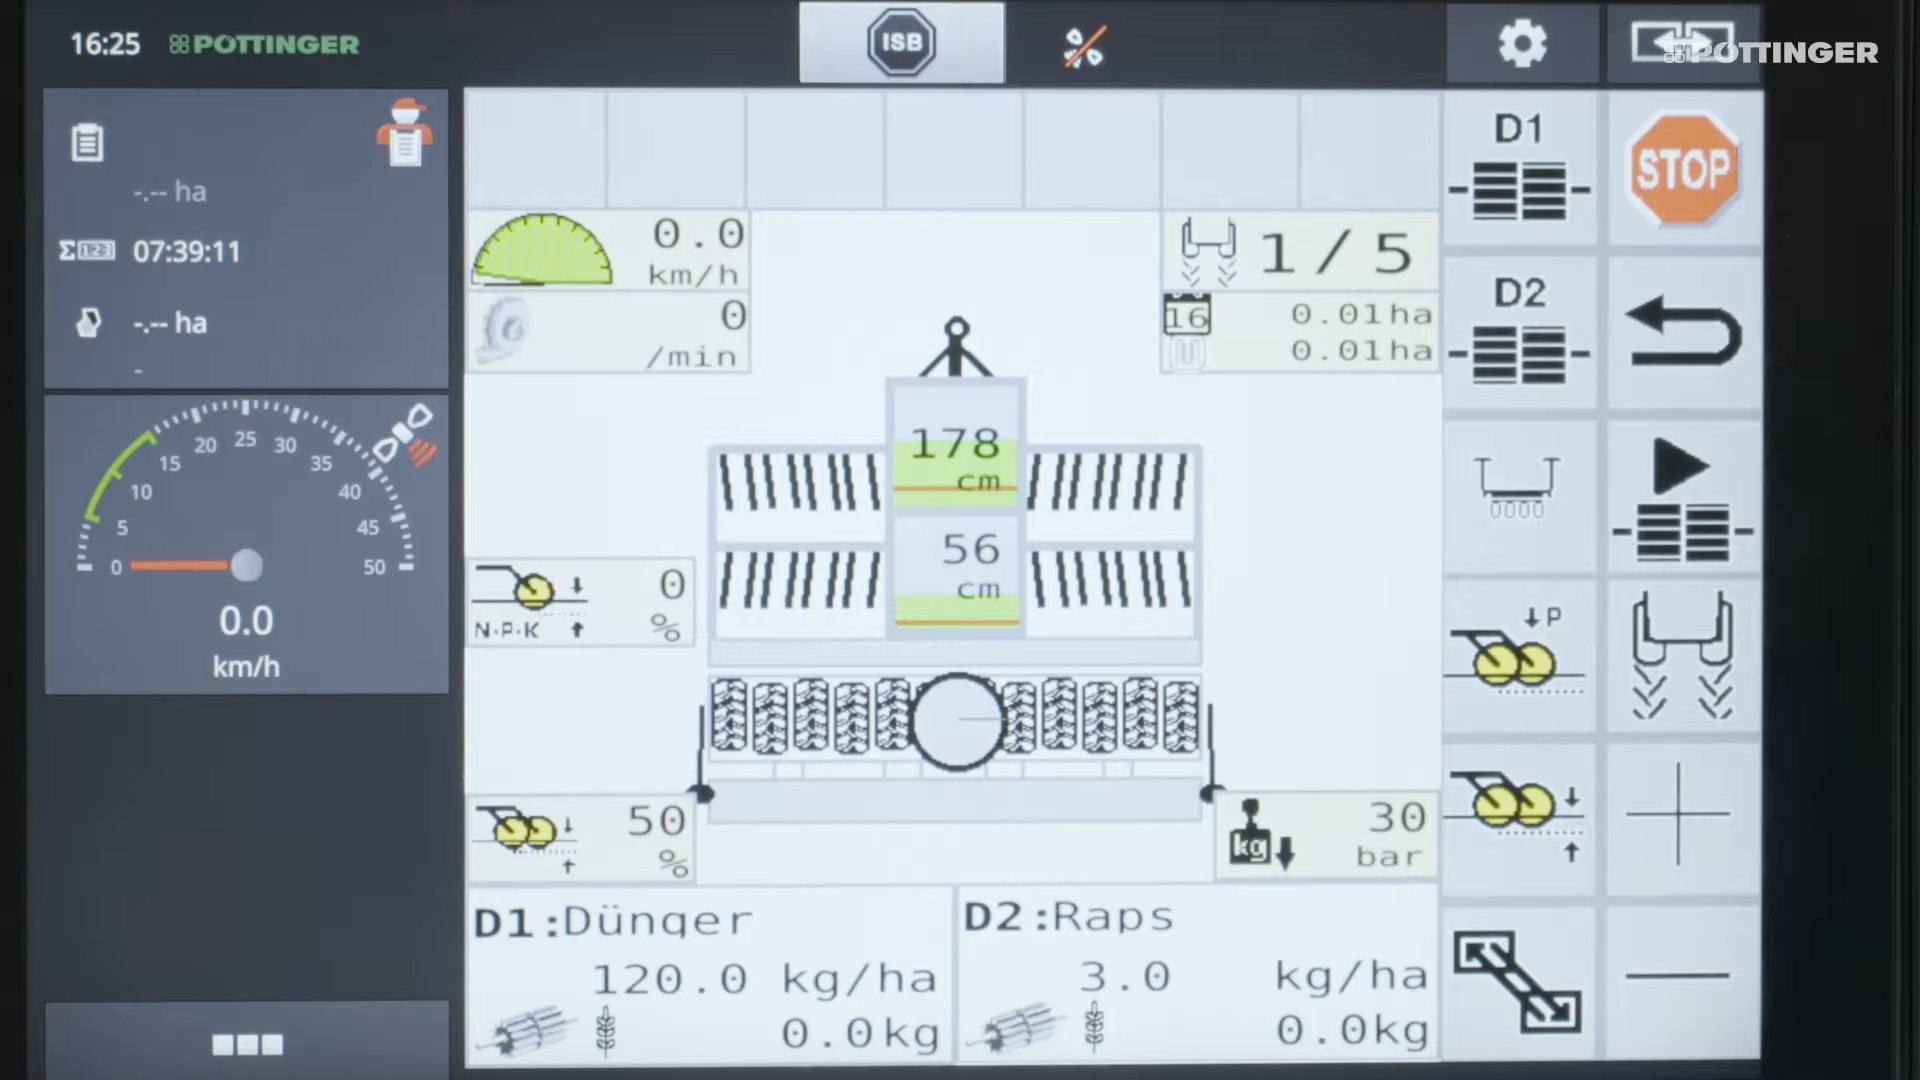 16:25 PÖTTINGER
ISB
PÖTTINGER
-.-- ha
Σ 123 07:39:11
-.-- ha
-
0 5 10 15 20 25 30 35 40 45 50
0.0
km/h
0.0
km/h
0
/min
1/5
16 0.01ha
0.01ha
178
cm
56
cm
0
N·P·K %
50
%
kg 30
bar
D1:Dünger
120.0 kg/ha
0.0kg
D2:Raps
3.0 kg/ha
0.0kg
D1
STOP
D2
P